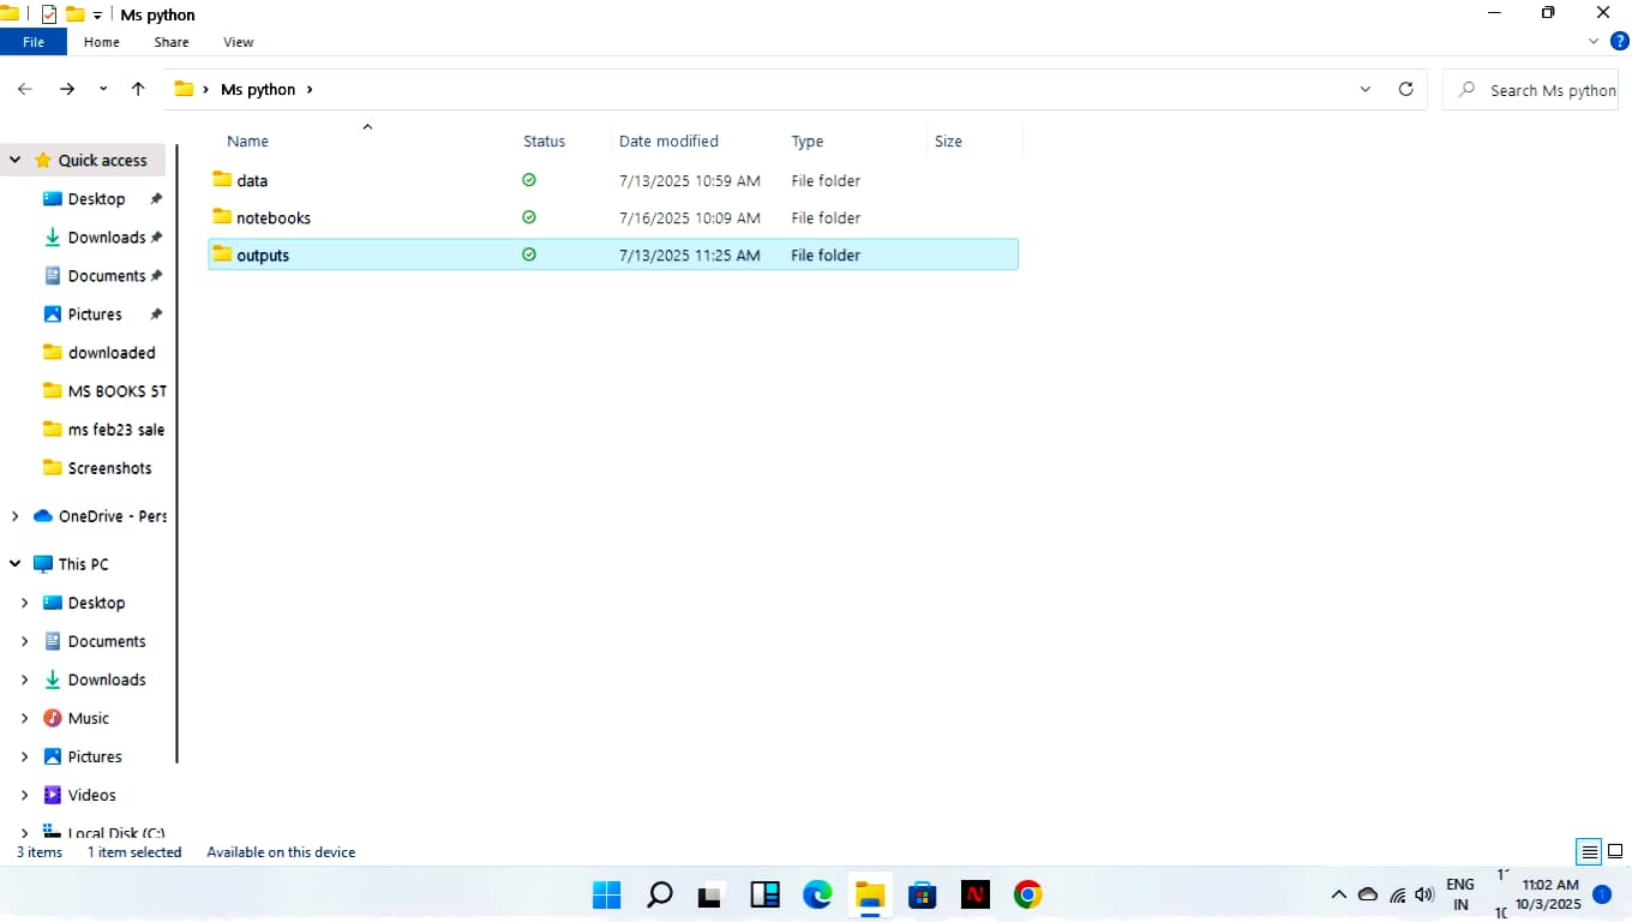 Ms python
File Home Share View
Ms python
Search Ms python
Name Status Date modified Type Size
Quick access
Desktop
Downloads
Documents
Pictures
downloaded
MS BOOKS 5T
ms feb23 sale
Screenshots
OneDrive - Pers
This PC
Desktop
Documents
Downloads
Music
Pictures
Videos
Local Disk (C:)
data 7/13/2025 10:59 AM File folder
notebooks 7/16/2025 10:09 AM File folder
outputs 7/13/2025 11:25 AM File folder
3 items 1 item selected Available on this device
ENG
IN
11:02 AM
10/3/2025
1